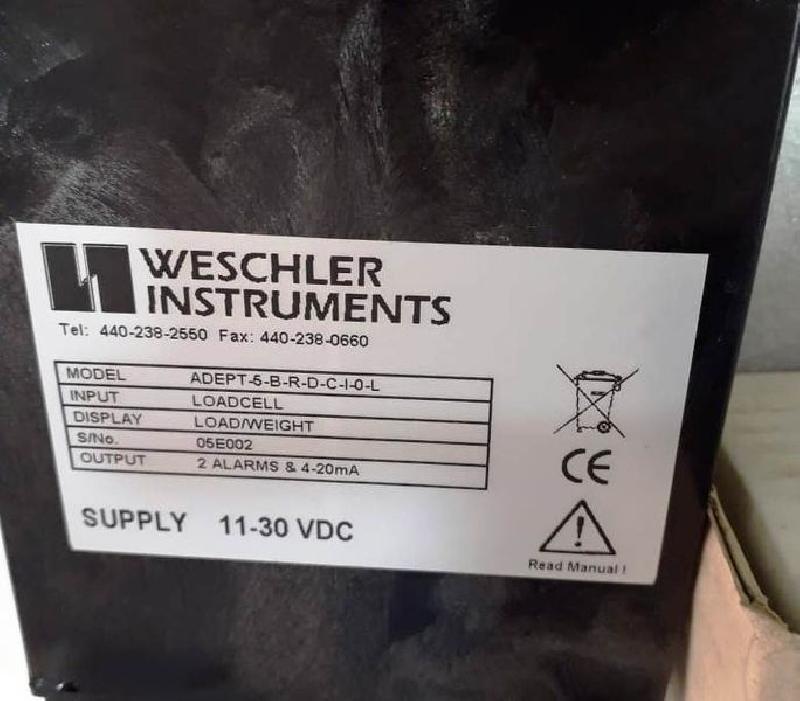 WESCHLER
INSTRUMENTS
Tel: 440-238-2550 Fax: 440-238-0660
MODEL ADEPT-5-B-R-D-C-I-0-L
INPUT LOADCELL
DISPLAY LOAD/WEIGHT
S/No. 05E002
OUTPUT 2 ALARMS & 4-20mA
SUPPLY 11-30 VDC
CE
!
Read Manual !